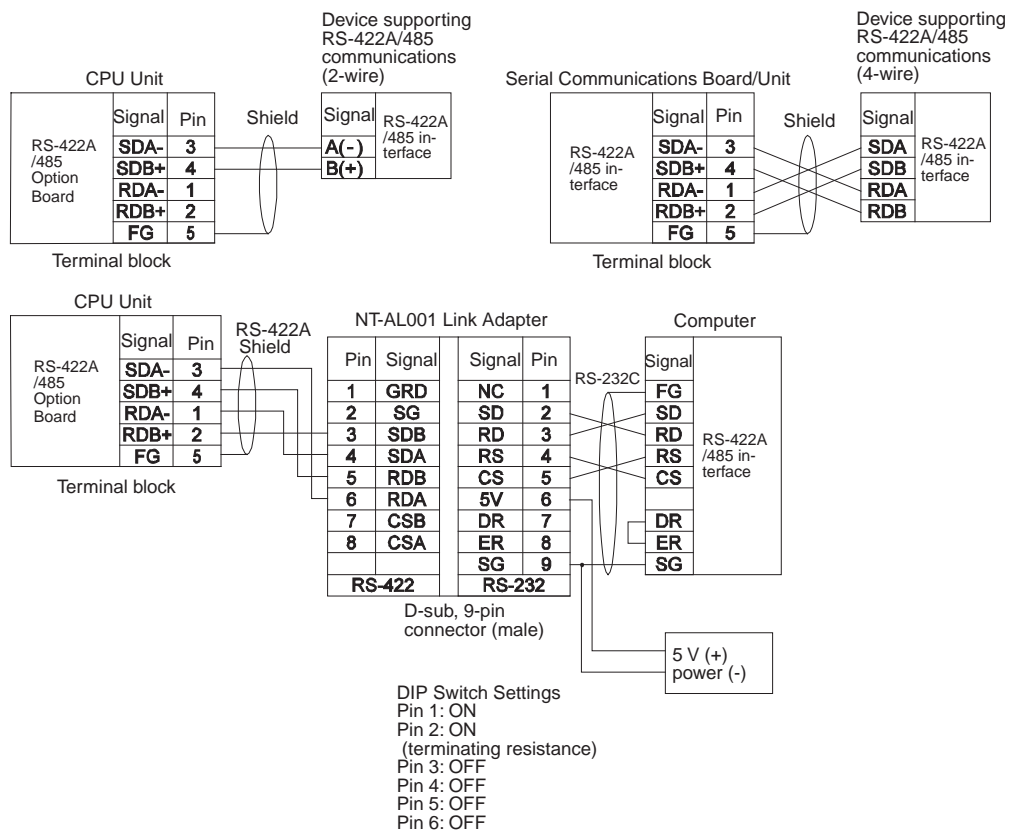 Device supporting
RS-422A/485
communications
(2-wire)
CPU Unit
Signal Pin
Shield
RS-422A
/485
Option
Board
SDA- 3
SDB+ 4
RDA- 1
RDB+ 2
FG 5
Terminal block
Signal
A(-)
B(+)
RS-422A
/485 in-
terface
Device supporting
RS-422A/485
communications
(4-wire)
Serial Communications Board/Unit
Signal Pin
Shield
RS-422A
/485 in-
terface
SDA- 3
SDB+ 4
RDA- 1
RDB+ 2
FG 5
Terminal block
Signal
SDA
SDB
RDA
RDB
RS-422A
/485 in-
terface
CPU Unit
Signal Pin
RS-422A
Shield
RS-422A
/485
Option
Board
SDA- 3
SDB+ 4
RDA- 1
RDB+ 2
FG 5
Terminal block
NT-AL001 Link Adapter
Pin Signal Signal Pin
1 GRD NC 1
2 SG SD 2
3 SDB RD 3
4 SDA RS 4
5 RDB CS 5
6 RDA 5V 6
7 CSB DR 7
8 CSA ER 8
SG 9
RS-422 RS-232
D-sub, 9-pin
connector (male)
RS-232C
Computer
Signal
FG
SD
RD
RS
CS
DR
ER
SG
RS-422A
/485 in-
terface
5 V (+)
power (-)
DIP Switch Settings
Pin 1: ON
Pin 2: ON
(terminating resistance)
Pin 3: OFF
Pin 4: OFF
Pin 5: OFF
Pin 6: OFF